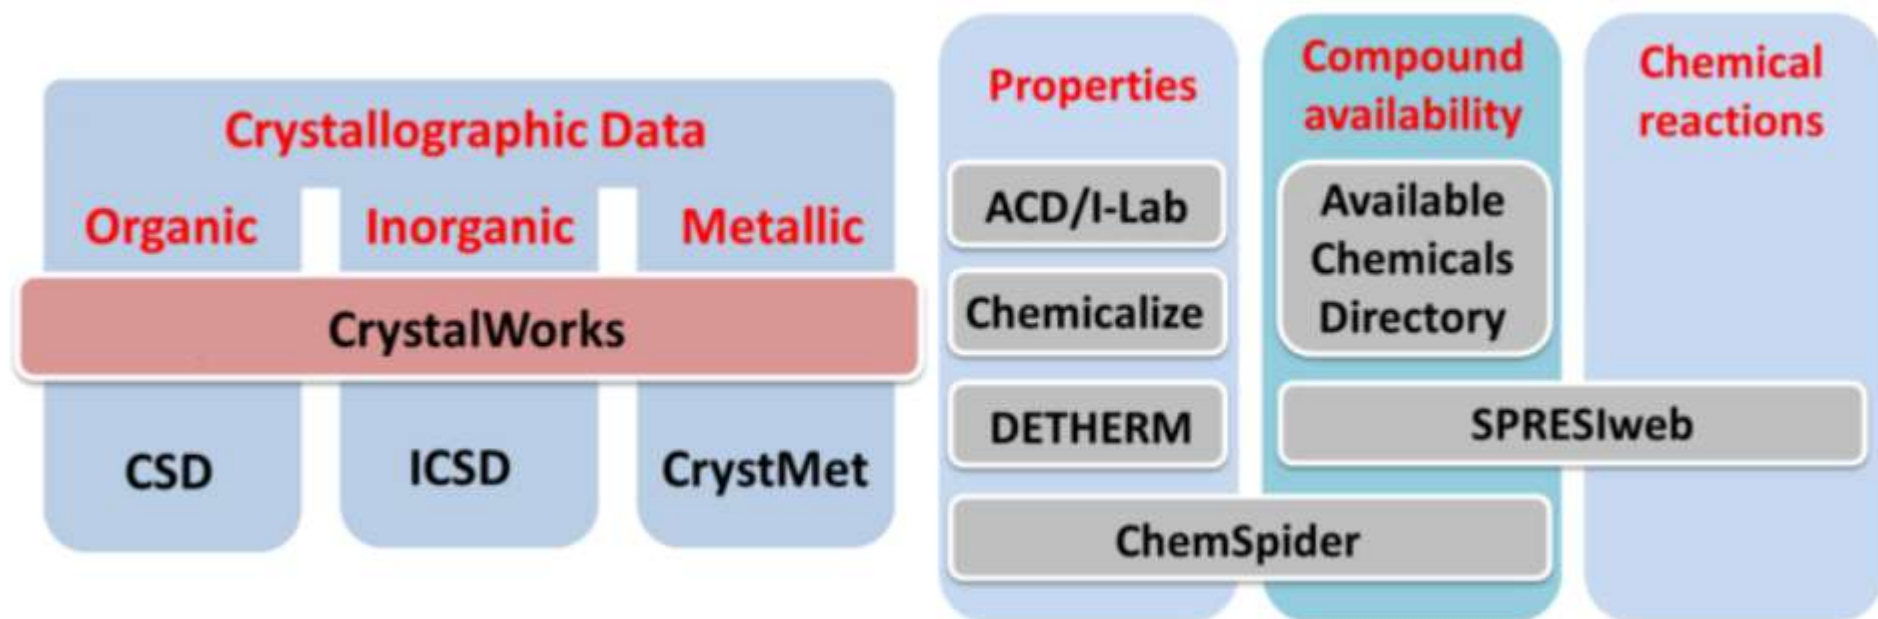 Crystallographic Data
Organic
Inorganic
Metallic
CrystalWorks
CSD
ICSD
CrystMet
Properties
ACD/I-Lab
Chemicalize
DETHERM
ChemSpider
Compound
availability
Available
Chemicals
Directory
SPRESIweb
Chemical
reactions